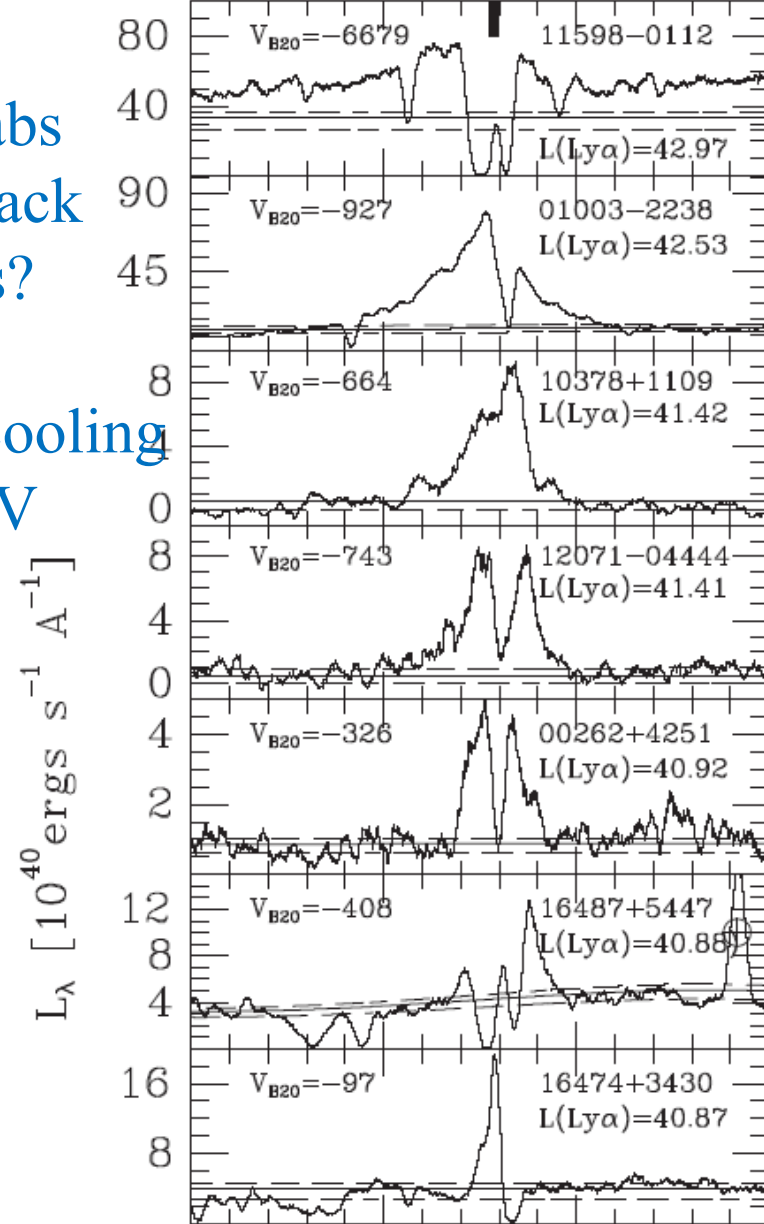 abs
ack
s?
ooling
V
L_λ [10^40 ergs s^−1 A^−1]
80
40
V_B20=−6679
11598−0112
L(Lyα)=42.97
90
45
V_B20=−927
01003−2238
L(Lyα)=42.53
8
4
0
V_B20=−664
10378+1109
L(Lyα)=41.42
8
4
0
V_B20=−743
12071−04444
L(Lyα)=41.41
4
2
V_B20=−326
00262+4251
L(Lyα)=40.92
12
8
4
V_B20=−408
16487+5447
L(Lyα)=40.88
16
8
V_B20=−97
16474+3430
L(Lyα)=40.87